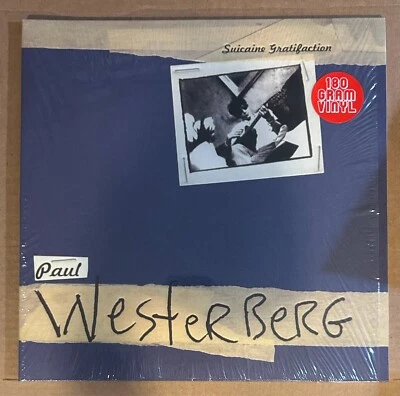 Suicaine Gratifaction
180
GRAM
VINYL
Paul
WesterBerg